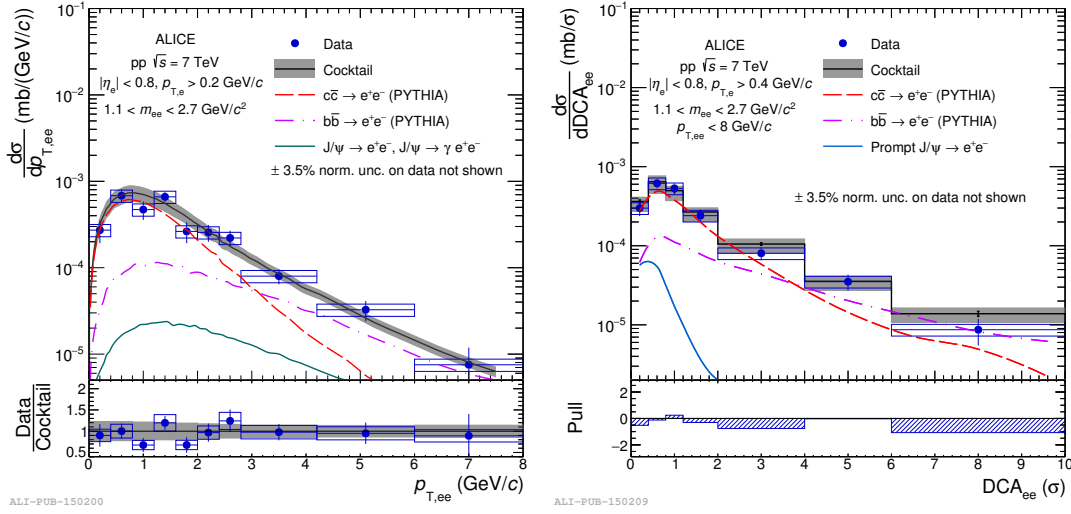 ALICE
pp √s = 7 TeV
|η_e| < 0.8, p_T,e > 0.2 GeV/c
1.1 < m_ee < 2.7 GeV/c²
Data
Cocktail
cc̄ → e⁺e⁻ (PYTHIA)
bb̄ → e⁺e⁻ (PYTHIA)
J/ψ → e⁺e⁻, J/ψ → γ e⁺e⁻
± 3.5% norm. unc. on data not shown
dσ/dp_T,ee (mb/(GeV/c))
10⁻¹
10⁻²
10⁻³
10⁻⁴
10⁻⁵
Data/Cocktail
2
1.5
1
0.5
0 1 2 3 4 5 6 7 8
p_T,ee (GeV/c)
ALI-PUB-150200
ALICE
pp √s = 7 TeV
|η_e| < 0.8, p_T,e > 0.4 GeV/c
1.1 < m_ee < 2.7 GeV/c²
p_T,ee < 8 GeV/c
Data
Cocktail
cc̄ → e⁺e⁻ (PYTHIA)
bb̄ → e⁺e⁻ (PYTHIA)
Prompt J/ψ → e⁺e⁻
± 3.5% norm. unc. on data not shown
dσ/dDCA_ee (mb/σ)
10⁻¹
10⁻²
10⁻³
10⁻⁴
10⁻⁵
Pull
2
0
−2
0 1 2 3 4 5 6 7 8 9 10
DCA_ee (σ)
ALI-PUB-150209